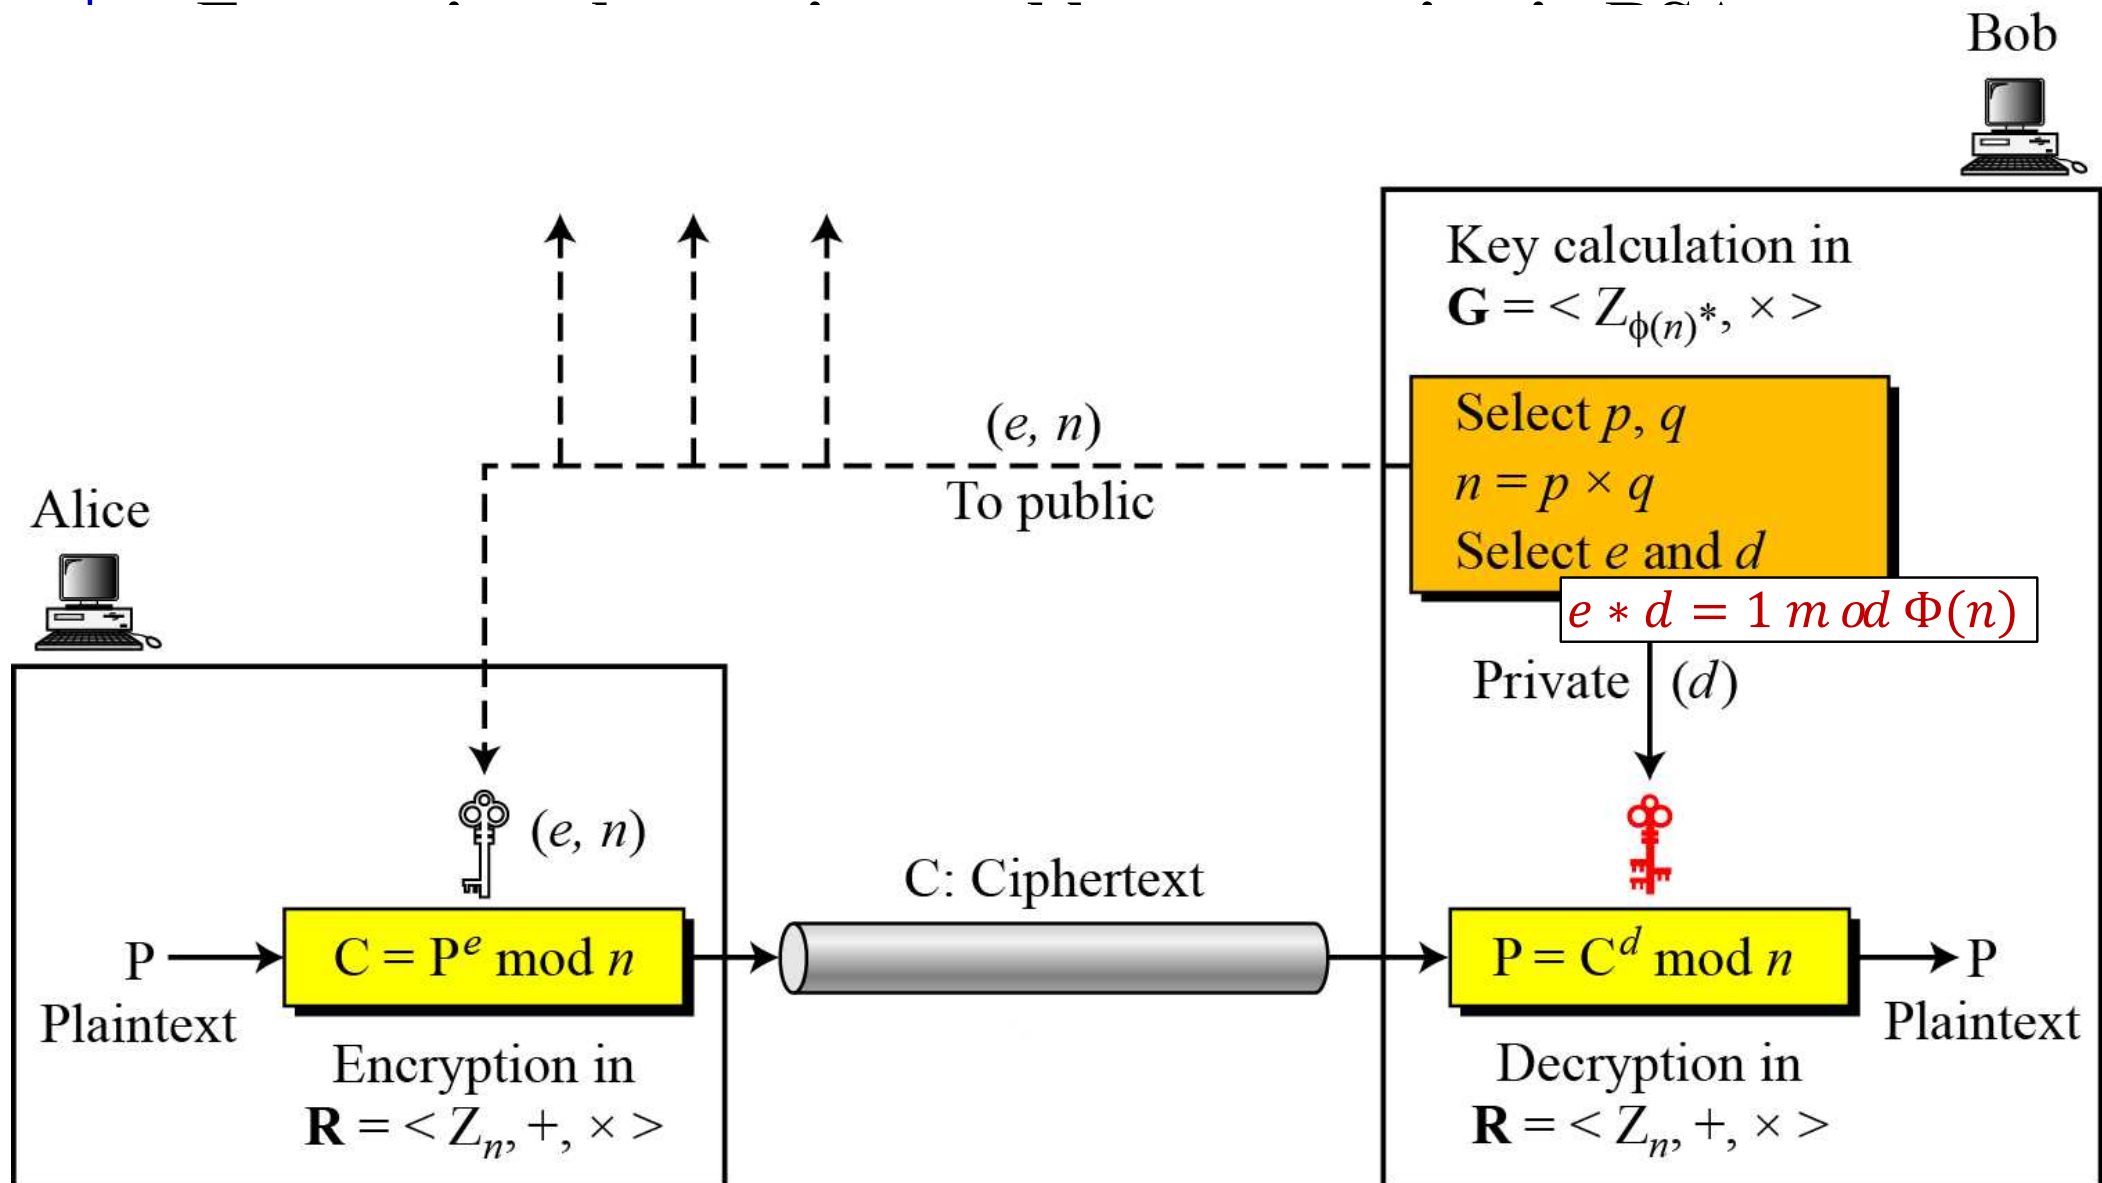 Bob
Key calculation in
G = < Zϕ(n)*, × >
Select p, q
n = p × q
Select e and d
e ∗ d = 1 mod Φ(n)
(e, n)
To public
Private (d)
Alice
(e, n)
C: Ciphertext
P
Plaintext
C = P^e mod n
Encryption in
R = < Zn, +, × >
P = C^d mod n
P
Plaintext
Decryption in
R = < Zn, +, × >